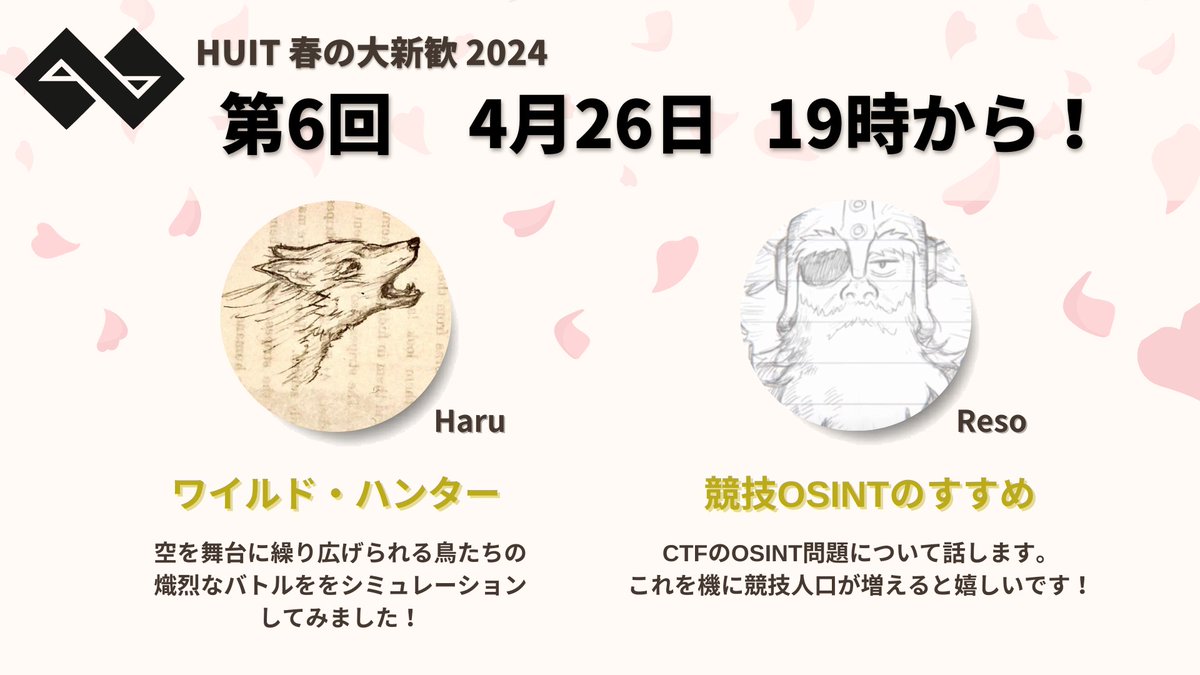 HUIT 春の大新歓 2024
第6回 4月26日 19時から！
Haru
Reso
ワイルド・ハンター
空を舞台に繰り広げられる鳥たちの
熾烈なバトルををシミュレーション
してみました！
競技OSINTのすすめ
CTFのOSINT問題について話します。
これを機に競技人口が増えると嬉しいです！